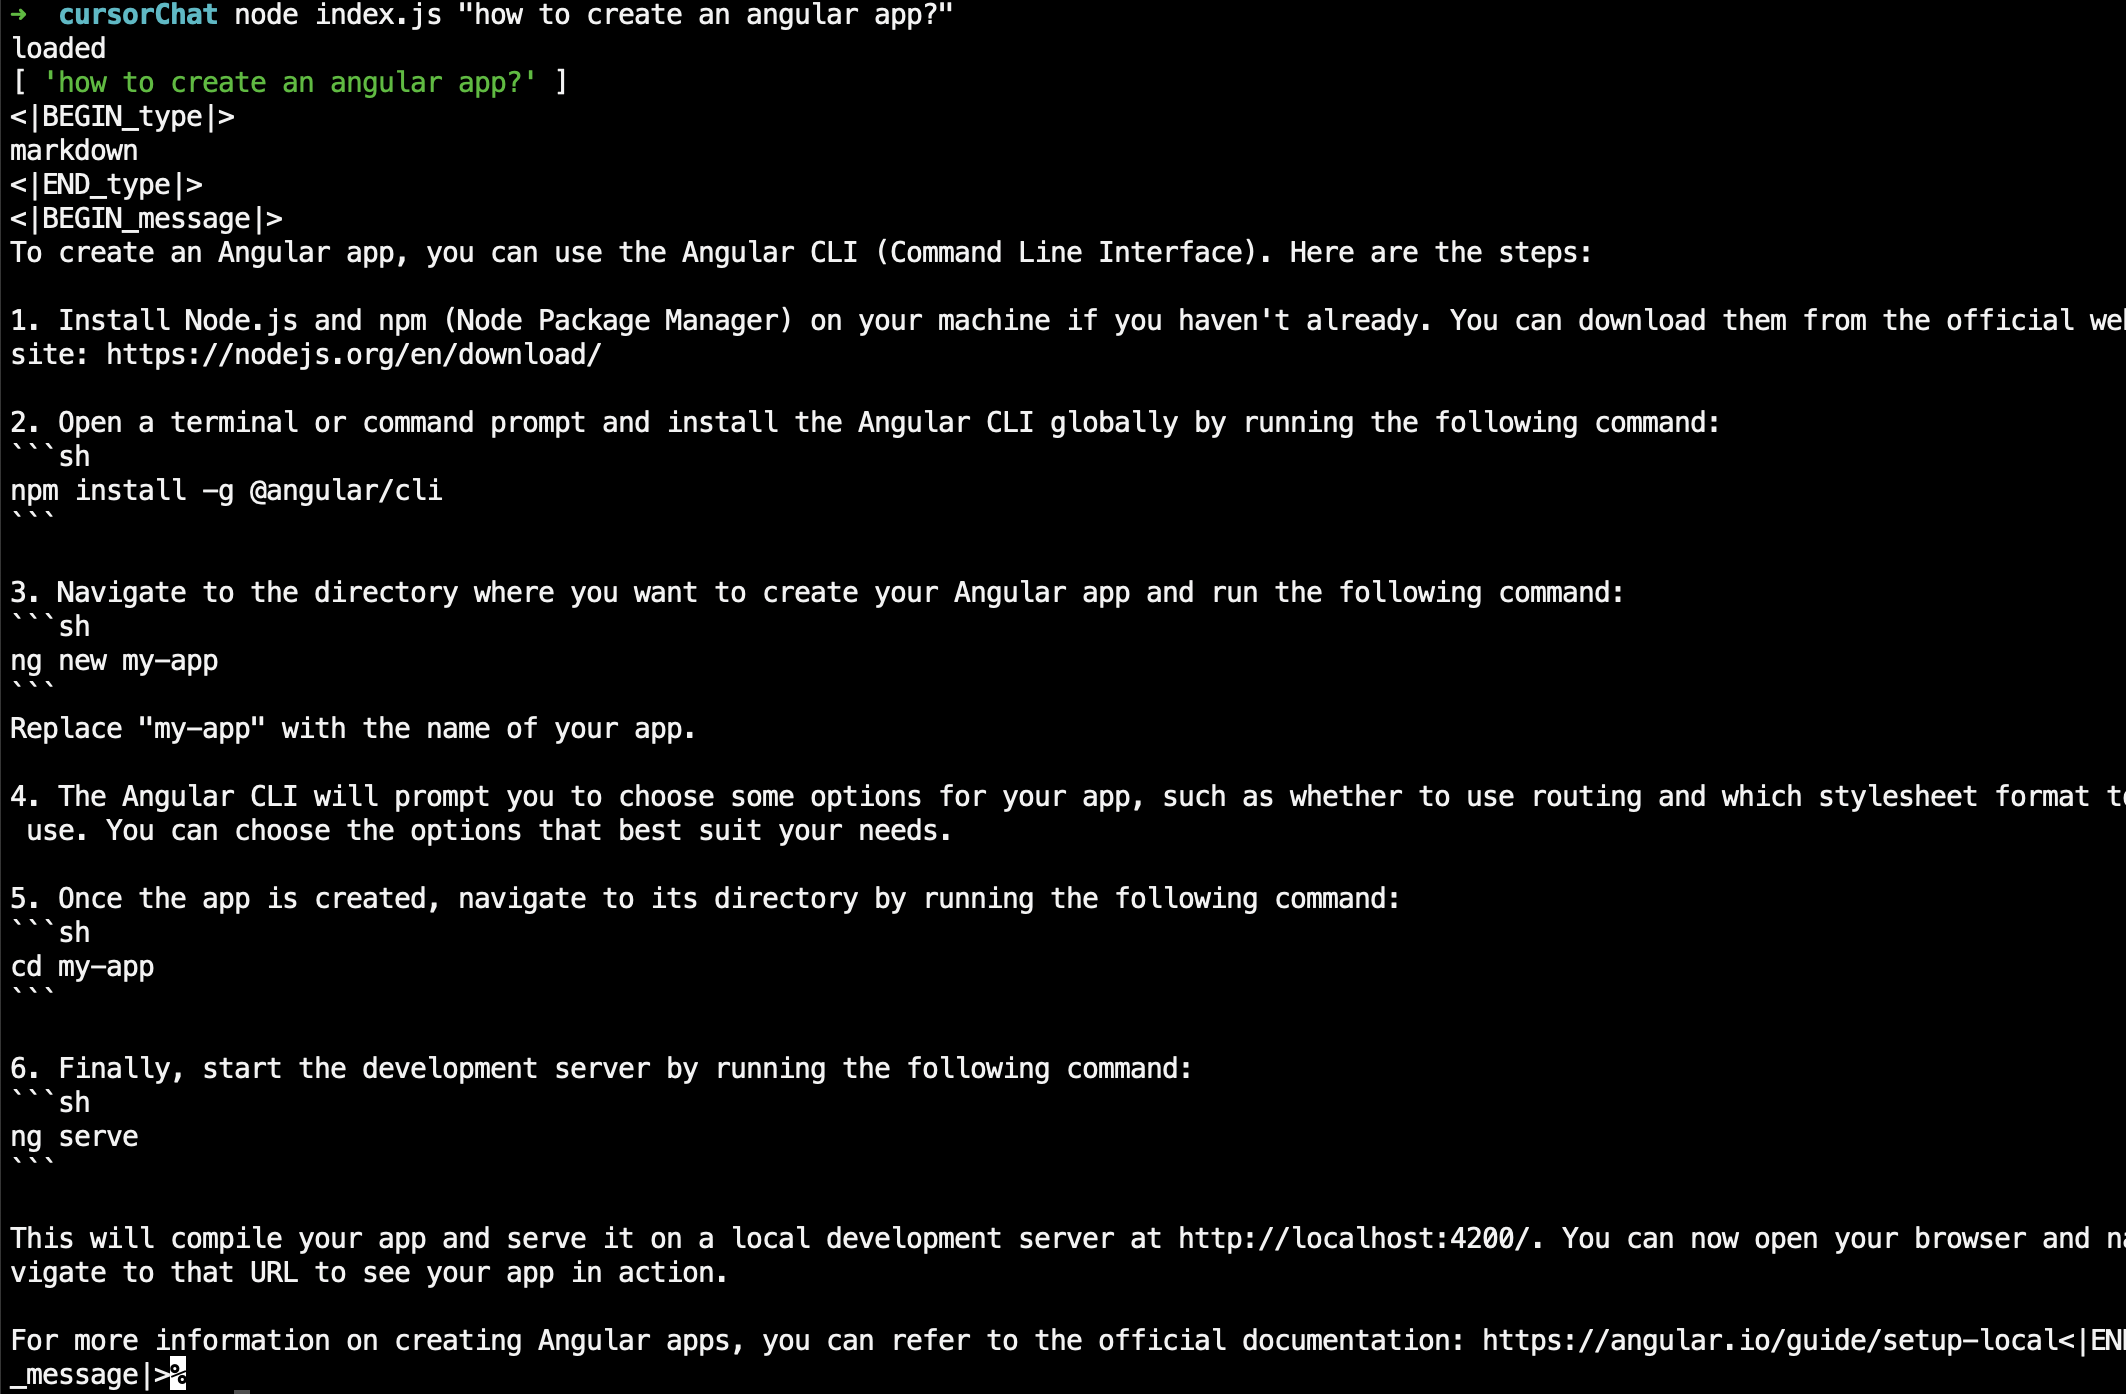 ➜  cursorChat node index.js "how to create an angular app?"
loaded
[ 'how to create an angular app?' ]
<|BEGIN_type|>
markdown
<|END_type|>
<|BEGIN_message|>
To create an Angular app, you can use the Angular CLI (Command Line Interface). Here are the steps:

1. Install Node.js and npm (Node Package Manager) on your machine if you haven't already. You can download them from the official web
site: https://nodejs.org/en/download/

2. Open a terminal or command prompt and install the Angular CLI globally by running the following command:
```sh
npm install -g @angular/cli
```

3. Navigate to the directory where you want to create your Angular app and run the following command:
```sh
ng new my-app
```
Replace "my-app" with the name of your app.

4. The Angular CLI will prompt you to choose some options for your app, such as whether to use routing and which stylesheet format to
 use. You can choose the options that best suit your needs.

5. Once the app is created, navigate to its directory by running the following command:
```sh
cd my-app
```

6. Finally, start the development server by running the following command:
```sh
ng serve
```

This will compile your app and serve it on a local development server at http://localhost:4200/. You can now open your browser and na
vigate to that URL to see your app in action.

For more information on creating Angular apps, you can refer to the official documentation: https://angular.io/guide/setup-local<|END
_message|>%